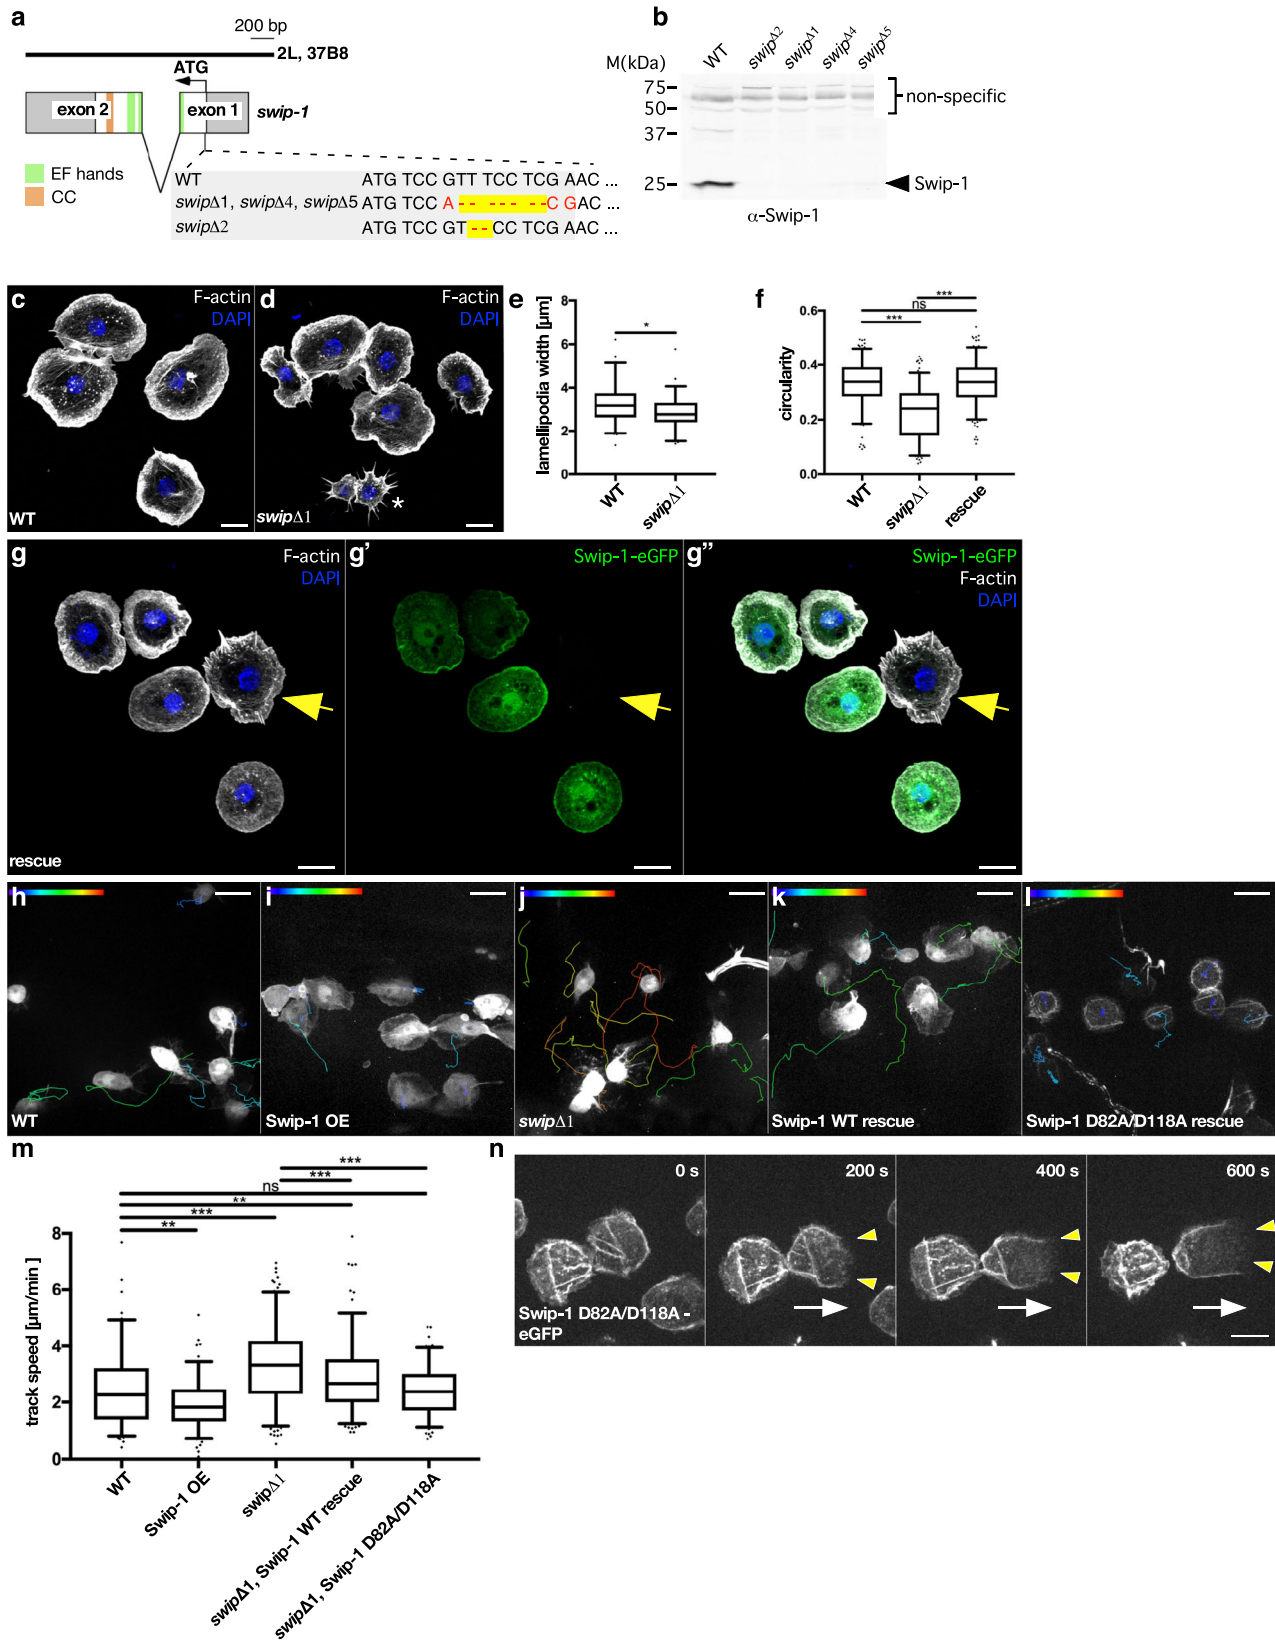 a
200 bp
2L, 37B8
ATG
exon 2
exon 1
swip-1
EF hands
CC
WT ATG TCC GTT TCC TCG AAC ...
swipΔ1, swipΔ4, swipΔ5 ATG TCC A -- --- -- C G AC ...
swipΔ2 ATG TCC GT -- CC TCG AAC ...
b
M(kDa)
WT
swipΔ2
swipΔ1
swipΔ4
swipΔ5
75
50
37
25
non-specific
Swip-1
α-Swip-1
c
F-actin
DAPI
WT
d
F-actin
DAPI
swipΔ1
*
e
lamellipodia width [µm]
8
6
4
2
0
*
WT
swipΔ1
f
circularity
0.6
0.4
0.2
0.0
***
ns
***
WT
swipΔ1
rescue
g
F-actin
DAPI
rescue
g'
Swip-1-eGFP
g''
Swip-1-eGFP
F-actin
DAPI
h
WT
i
Swip-1 OE
j
swipΔ1
k
Swip-1 WT rescue
l
Swip-1 D82A/D118A rescue
m
track speed [µm/min ]
8
6
4
2
0
***
***
ns
**
***
**
WT
Swip-1 OE
swipΔ1
swipΔ1, Swip-1 WT rescue
swipΔ1, Swip-1 D82A/D118A
n
0 s
200 s
400 s
600 s
Swip-1 D82A/D118A -
eGFP